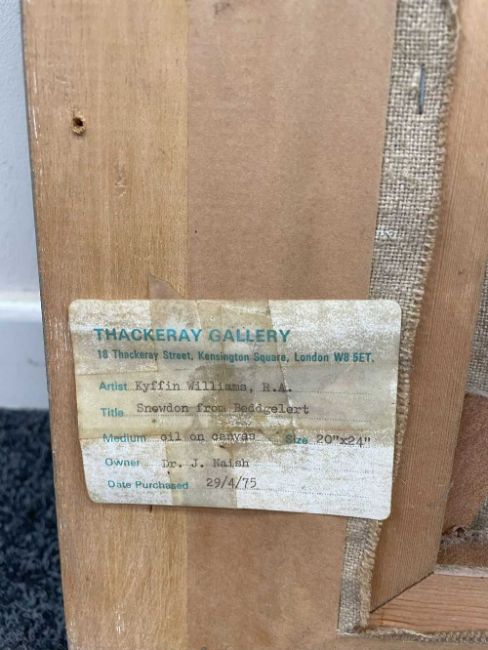 THACKERAY GALLERY
18 Thackeray Street, Kensington Square, London W8 5ET.
Artist Kyffin Williams, R.A.
Title Snowdon from Beddgelert
Medium oil on canvas Size 20"x24"
Owner Dr. J. Naish
Date Purchased 29/4/75